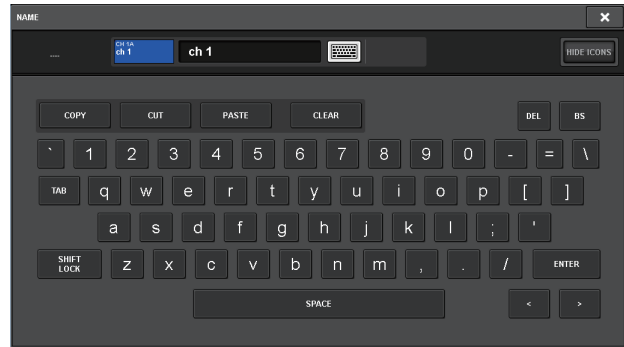 NAME ×
---- CH 1A
ch 1 ch 1 HIDE ICONS
COPY CUT PASTE CLEAR DEL BS
` 1 2 3 4 5 6 7 8 9 0 - = \
TAB q w e r t y u i o p [ ]
a s d f g h j k l ; '
SHIFT
LOCK z x c v b n m , . / ENTER
SPACE < >